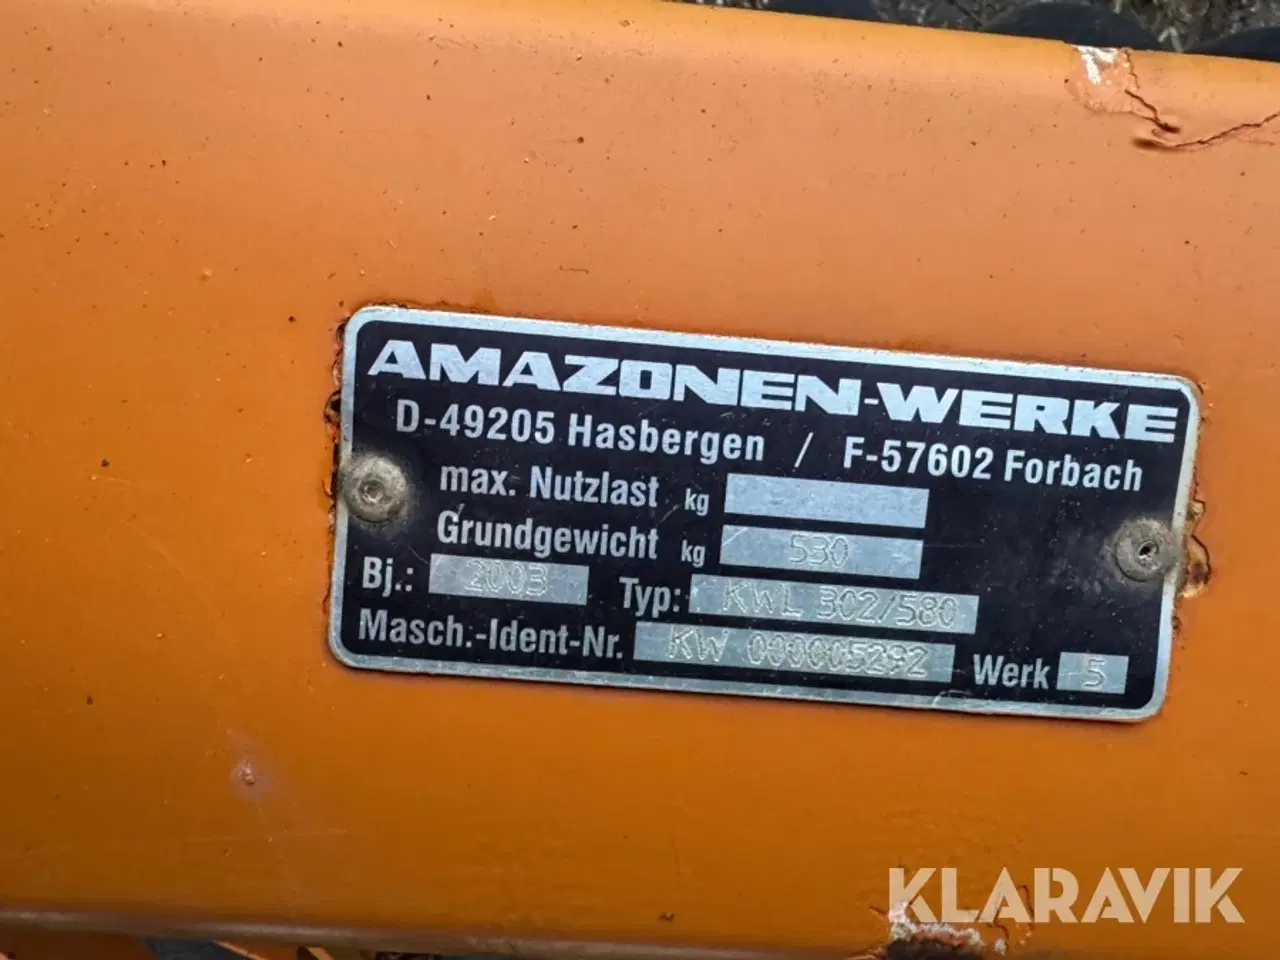 AMAZONEN-WERKE
D-49205 Hasbergen / F-57602 Forbach
max. Nutzlast kg
Grundgewicht kg 530
Bj.: 2003 Typ: KWL 302/580
Masch.-Ident-Nr. KW 000005292 Werk 5
KLARAVIK